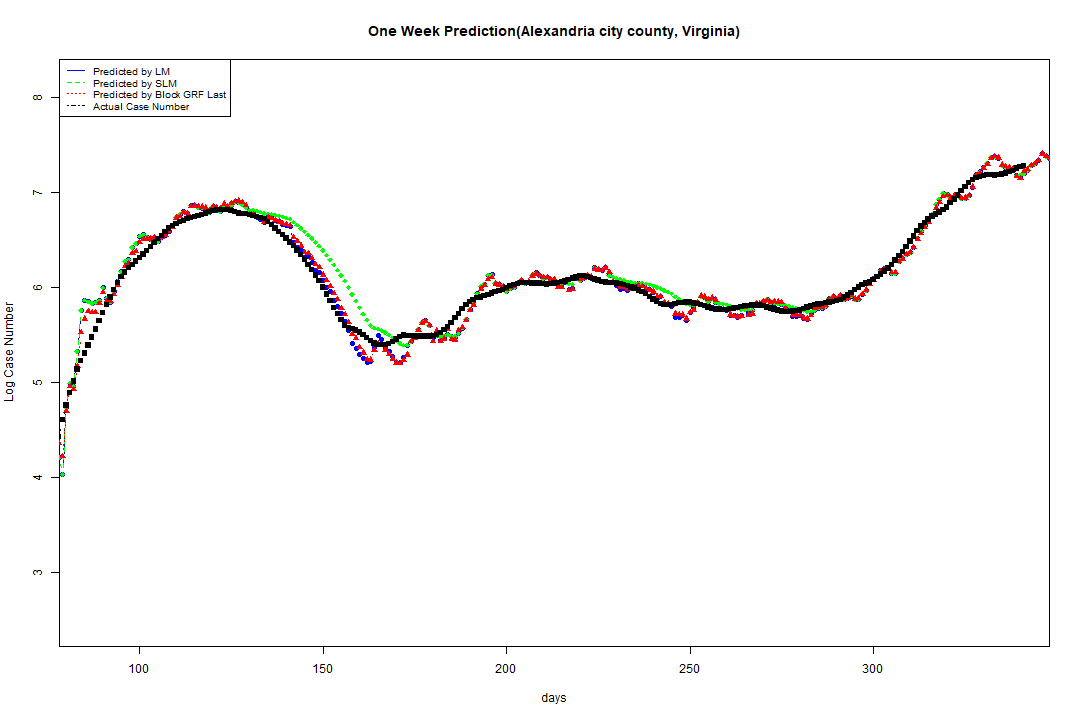 One Week Prediction(Alexandria city county, Virginia)
Predicted by LM
Predicted by SLM
Predicted by Block GRF Last
Actual Case Number
8
7
6
5
4
3
Log Case Number
100 150 200 250 300
days